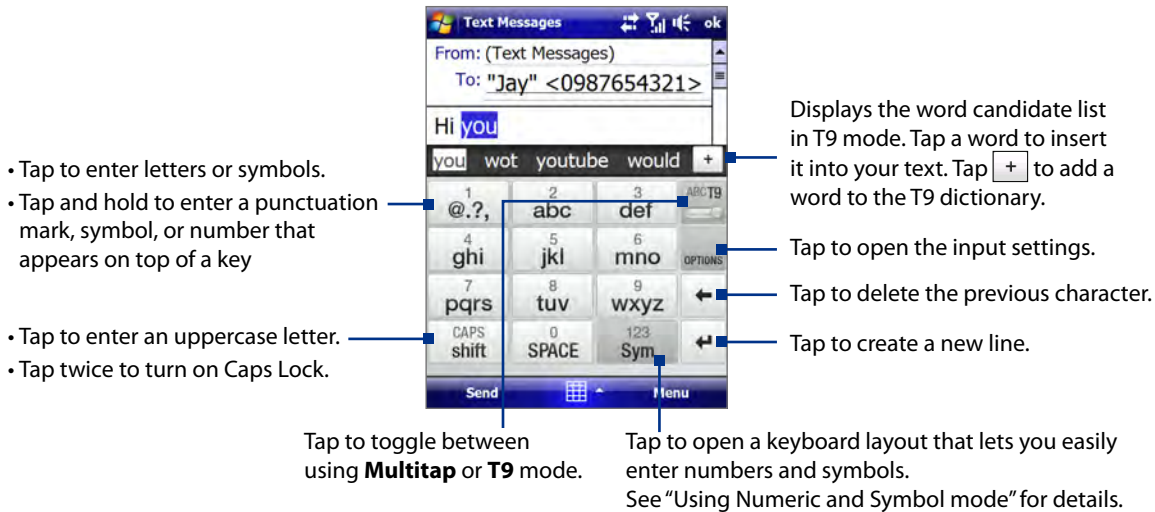 Text Messages ok
From: (Text Messages)
To: "Jay" <0987654321>
Hi you
you wot youtube would +
1 2 3 ABC T9
@.?, abc def
4 5 6
ghi jkl mno OPTIONS
7 8 9
pqrs tuv wxyz
CAPS 0 123
shift SPACE Sym
Send Menu
• Tap to enter letters or symbols.
• Tap and hold to enter a punctuation
mark, symbol, or number that
appears on top of a key
• Tap to enter an uppercase letter.
• Tap twice to turn on Caps Lock.
Displays the word candidate list
in T9 mode. Tap a word to insert
it into your text. Tap + to add a
word to the T9 dictionary.
Tap to open the input settings.
Tap to delete the previous character.
Tap to create a new line.
Tap to toggle between
using Multitap or T9 mode.
Tap to open a keyboard layout that lets you easily
enter numbers and symbols.
See "Using Numeric and Symbol mode" for details.